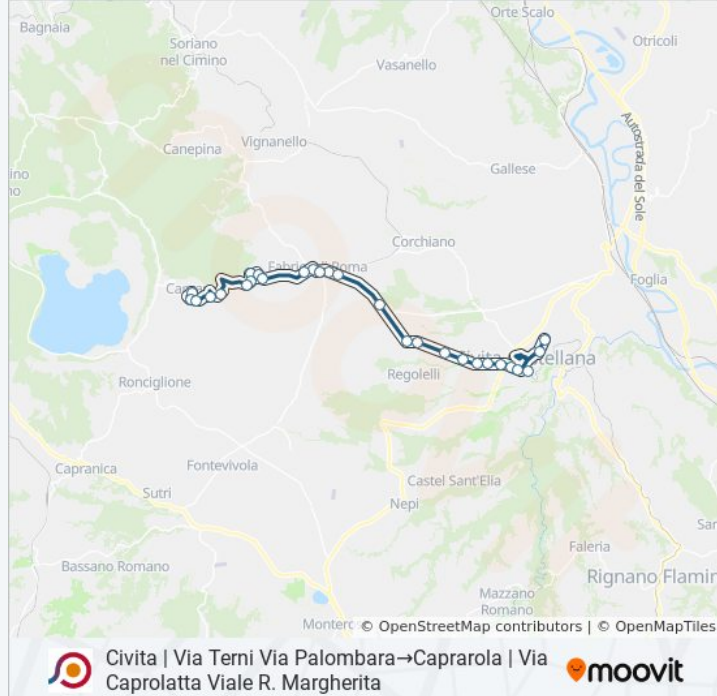 Orte Scalo
Bagnaia
Otricoli
Soriano
nel Cimino
Vasanello
Autostrada del Sole
Vignanello
Canepina
Gallese
Corchiano
Foglia
Regolelli
Ronciglione
Capranica
Fontevivola
Castel Sant'Elia
Sutri
Nepi
Faleria
Bassano Romano
Rignano Flamin
Mazzano
Romano
Monterc
© OpenStreetMap contributors | © OpenMapTiles
Civita | Via Terni Via Palombara→Caprarola | Via
Caprolatta Viale R. Margherita
moovit